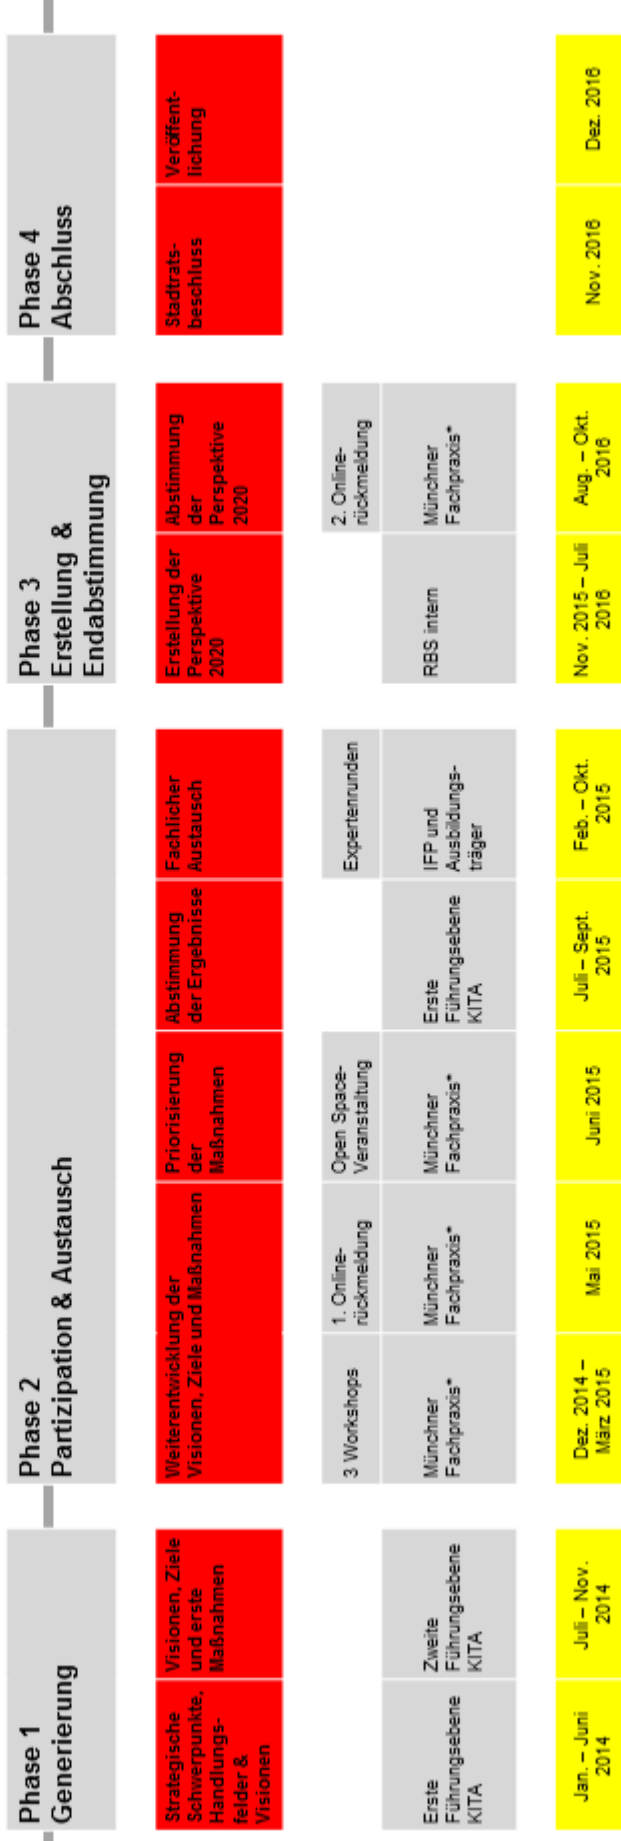 Phase 1
Generierung
Phase 2
Partizipation & Austausch
Phase 3
Erstellung &
Endabstimmung
Phase 4
Abschluss
Strategische
Schwerpunkte,
Handlungs-
felder &
Visionen
Visionen, Ziele
und erste
Maßnahmen
Weiterentwicklung der
Visionen, Ziele und Maßnahmen
Priorisierung
der
Maßnahmen
Abstimmung
der Ergebnisse
Fachlicher
Austausch
Erstellung der
Perspektive
2020
Abstimmung
der
Perspektive
2020
Stadtrats-
beschluss
Veröffent-
lichung
3 Workshops
1. Online-
rückmeldung
Open Space-
Veranstaltung
Expertenrunden
2. Online-
rückmeldung
Erste
Führungsebene
KITA
Zweite
Führungsebene
KITA
Münchner
Fachpraxis*
Münchner
Fachpraxis*
Münchner
Fachpraxis*
Erste
Führungsebene
KITA
IFP und
Ausbildungs-
träger
RBS intern
Münchner
Fachpraxis*
Jan. – Juni
2014
Juli – Nov.
2014
Dez. 2014 –
März 2015
Mai 2015
Juni 2015
Juli – Sept.
2015
Feb. – Okt.
2015
Nov. 2015 – Juli
2016
Aug. – Okt.
2016
Nov. 2016
Dez. 2016